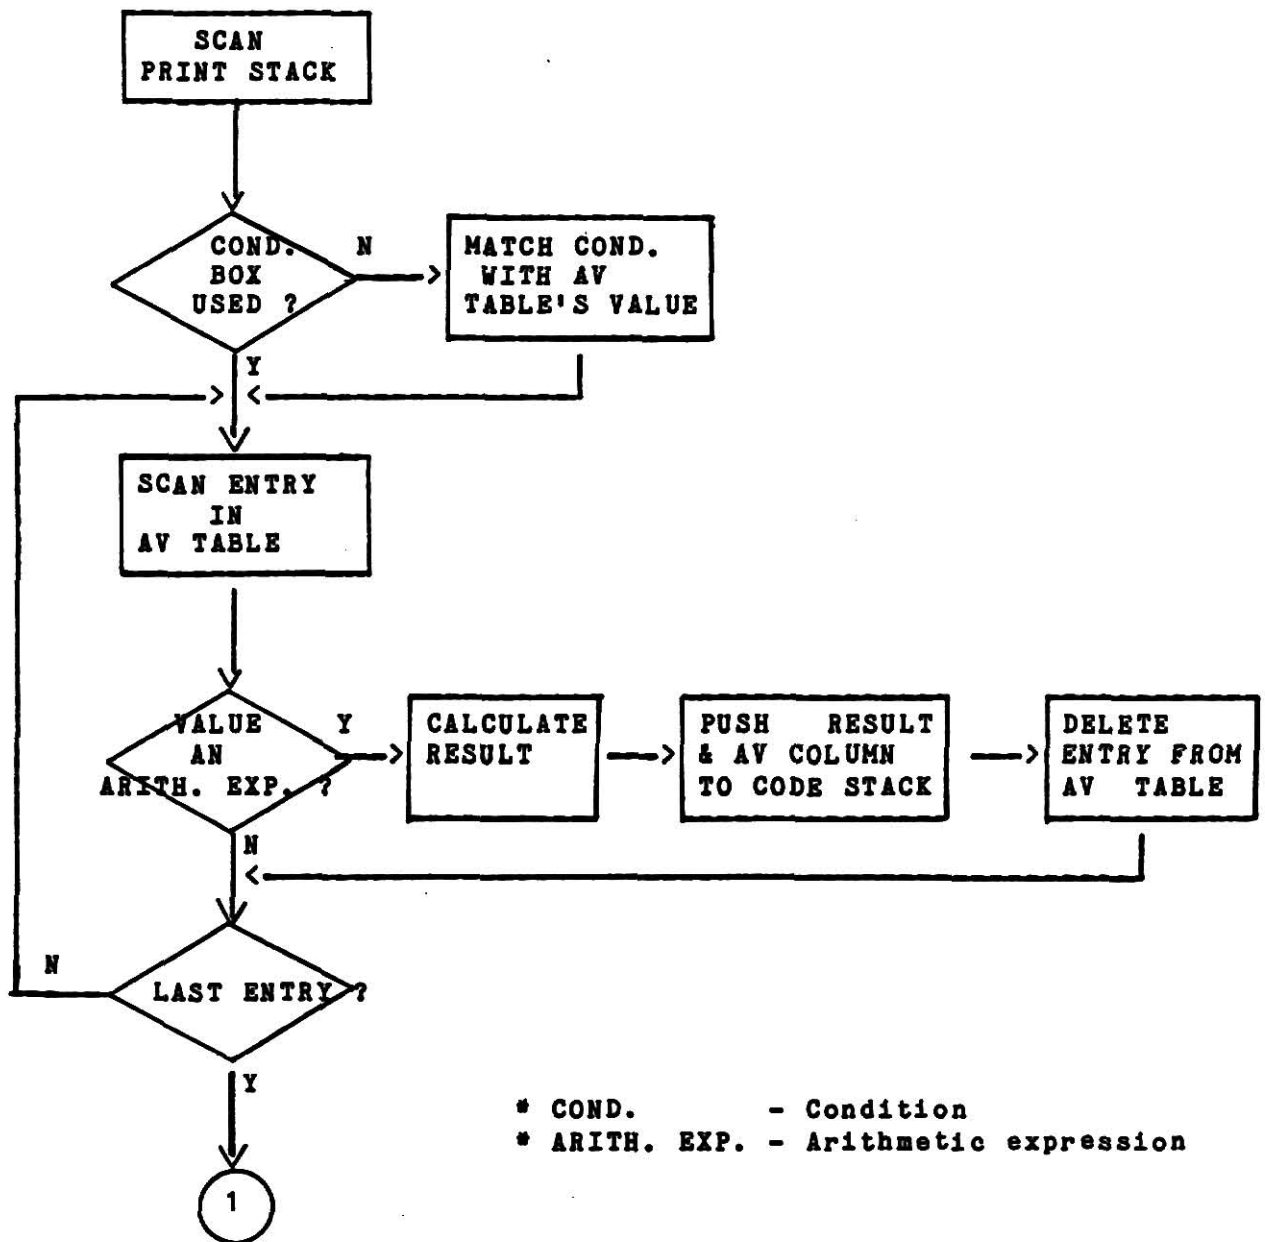 SCAN
PRINT STACK
COND.
BOX
USED ?
N
MATCH COND.
WITH AV
TABLE'S VALUE
Y
SCAN ENTRY
IN
AV TABLE
VALUE
AN
ARITH. EXP. ?
Y
CALCULATE
RESULT
PUSH RESULT
& AV COLUMN
TO CODE STACK
DELETE
ENTRY FROM
AV TABLE
N
N
LAST ENTRY ?
Y
* COND. - Condition
* ARITH. EXP. - Arithmetic expression
1